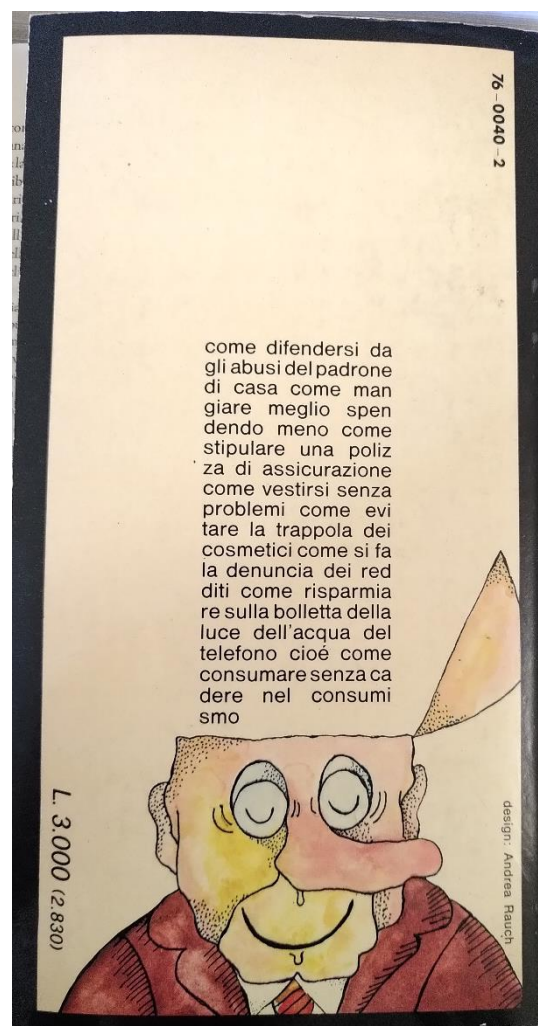 76-0040-2
come difendersi da
gli abusi del padrone
di casa come man
giare meglio spen
dendo meno come
stipulare una poliz
za di assicurazione
come vestirsi senza
problemi come evi
tare la trappola dei
cosmetici come si fa
la denuncia dei red
diti come risparmia
re sulla bolletta della
luce dell'acqua del
telefono cioé come
consumare senza ca
dere nel consumi
smo
L. 3.000 (2.830)
design: Andrea Rauch